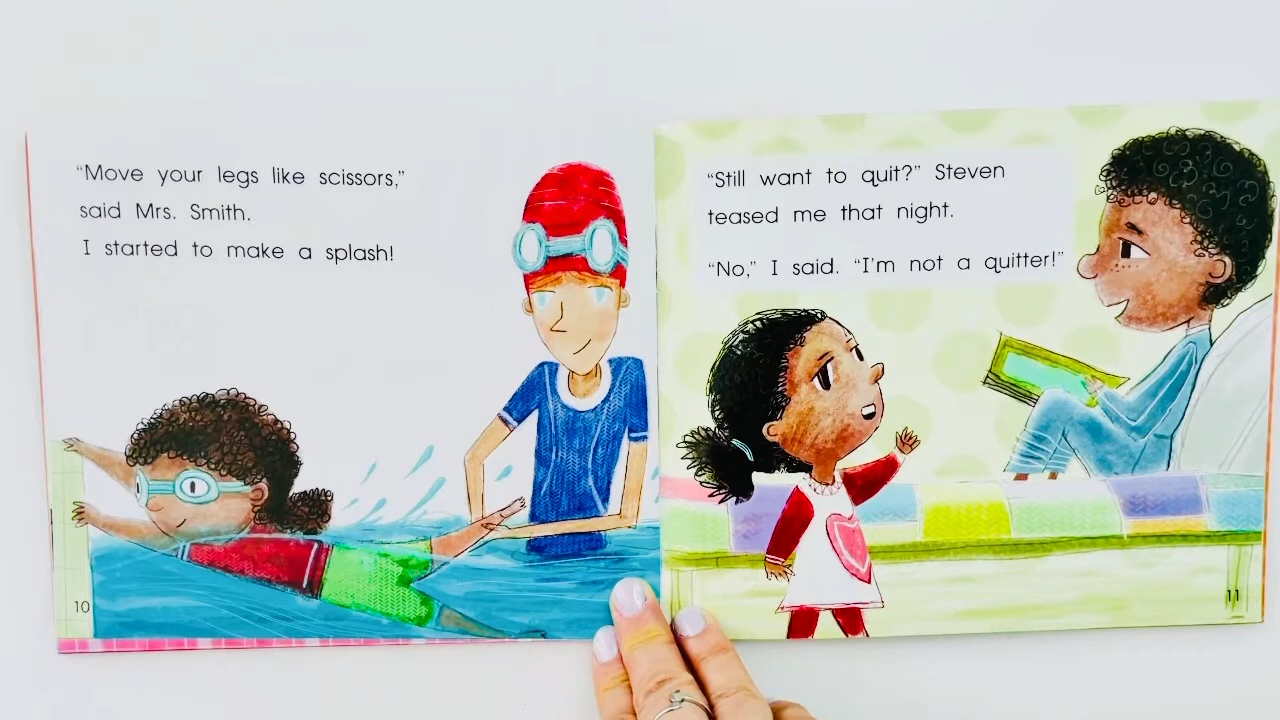 “Move your legs like scissors,”
said Mrs. Smith.
I started to make a splash!
10
“Still want to quit?” Steven
teased me that night.
“No,” I said. “I'm not a quitter!”
11